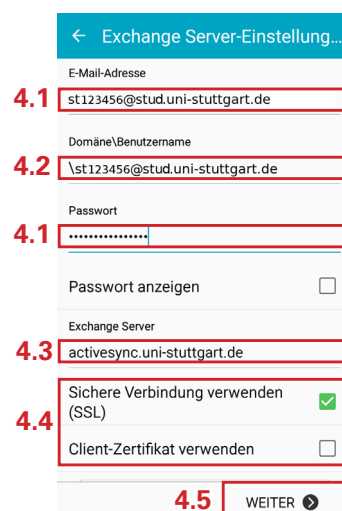 ← Exchange Server-Einstellung...
E-Mail-Adresse
4.1 st123456@stud.uni-stuttgart.de
Domäne\Benutzername
4.2 \st123456@stud.uni-stuttgart.de
Passwort
4.1 ••••••••••••••••
Passwort anzeigen
Exchange Server
4.3 activesync.uni-stuttgart.de
Sichere Verbindung verwenden
(SSL)
4.4
Client-Zertifikat verwenden
4.5 WEITER